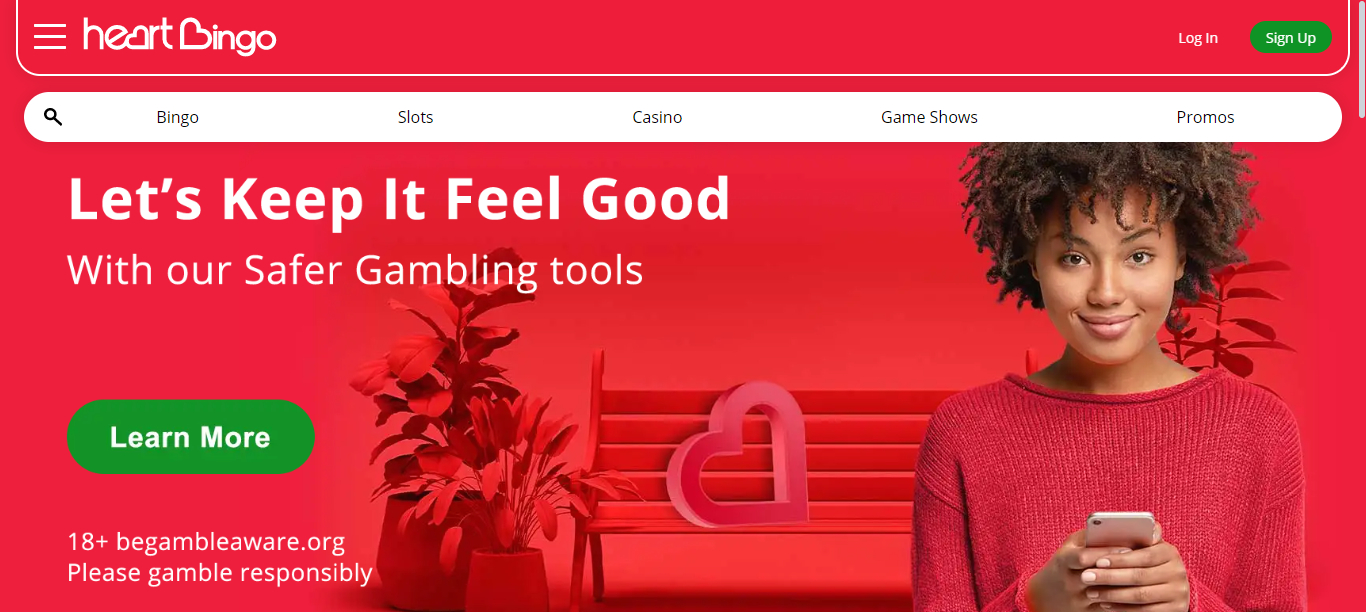 heart Bingo
Log In
Sign Up
Bingo
Slots
Casino
Game Shows
Promos
Let's Keep It Feel Good
With our Safer Gambling tools
Learn More
18+ begambleaware.org
Please gamble responsibly